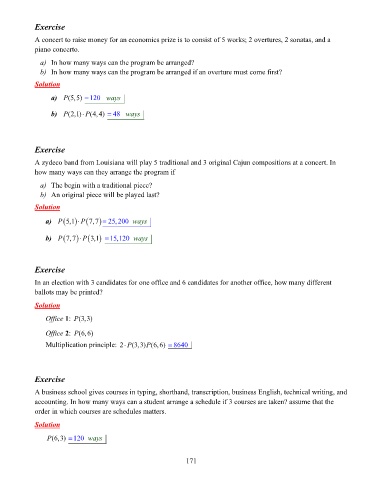 Exercise
A concert to raise money for an economics prize is to consist of 5 works; 2 overtures, 2 sonatas, and a
piano concerto.
a) In how many ways can the program be arranged?
b) In how many ways can the program be arranged if an overture must come first?
Solution
a) P(5,5) = 120 ways
b) P(2,1)·P(4,4) = 48 ways
Exercise
A zydeco band from Louisiana will play 5 traditional and 3 original Cajun compositions at a concert. In
how many ways can they arrange the program if
a) The begin with a traditional piece?
b) An original piece will be played last?
Solution
a) P(5,1)·P(7,7) = 25,200 ways
b) P(7,7)·P(3,1) = 15,120 ways
Exercise
In an election with 3 candidates for one office and 6 candidates for another office, how many different
ballots may be printed?
Solution
Office 1: P(3,3)
Office 2: P(6,6)
Multiplication principle: 2·P(3,3)P(6,6) = 8640
Exercise
A business school gives courses in typing, shorthand, transcription, business English, technical writing, and
accounting. In how many ways can a student arrange a schedule if 3 courses are taken? assume that the
order in which courses are schedules matters.
Solution
P(6,3) = 120 ways
171